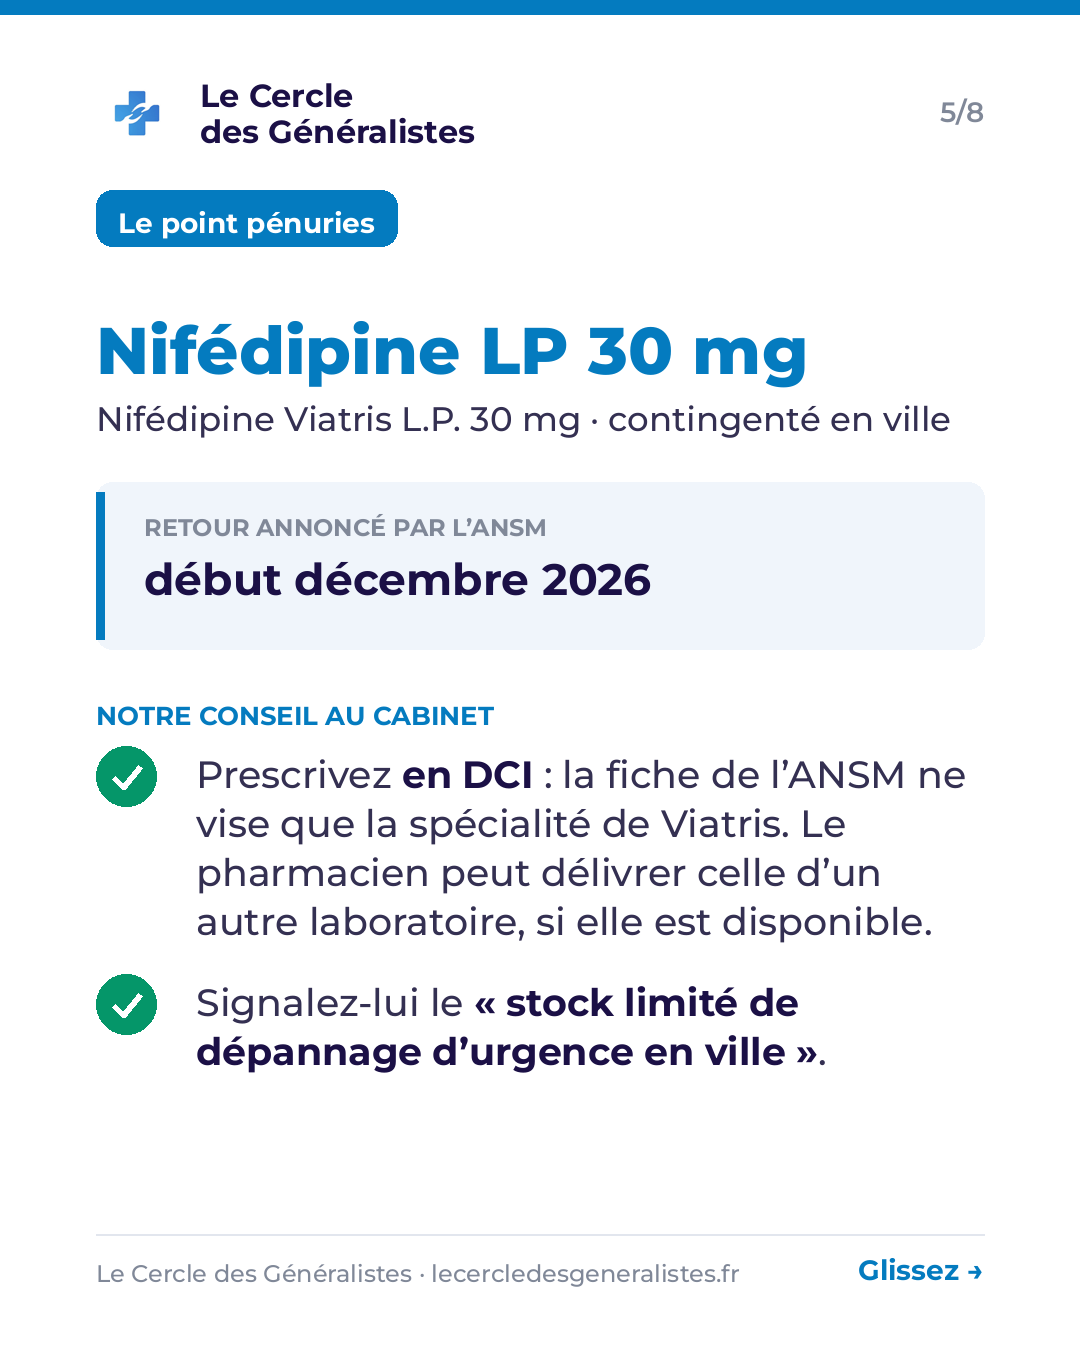 Le Cercle
des Généralistes
5/8
Le point pénuries
Nifédipine LP 30 mg
Nifédipine Viatris L.P. 30 mg · contingenté en ville
RETOUR ANNONCÉ PAR L’ANSM
début décembre 2026
NOTRE CONSEIL AU CABINET
Prescrivez en DCI : la fiche de l’ANSM ne
vise que la spécialité de Viatris. Le
pharmacien peut délivrer celle d’un
autre laboratoire, si elle est disponible.
Signalez-lui le « stock limité de
dépannage d’urgence en ville ».
Le Cercle des Généralistes · lecercledesgeneralistes.fr
Glissez →